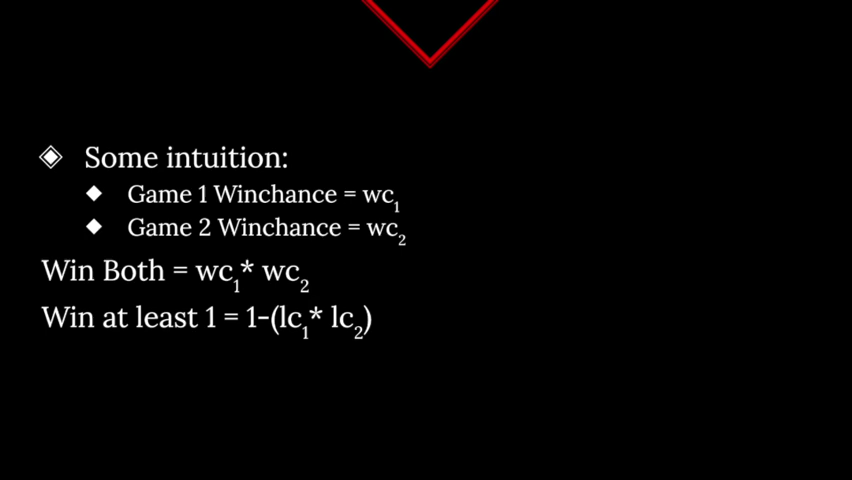 Some intuition:
Game 1 Winchance = wc₁
Game 2 Winchance = wc₂
Win Both = wc₁* wc₂
Win at least 1 = 1-(lc₁* lc₂)